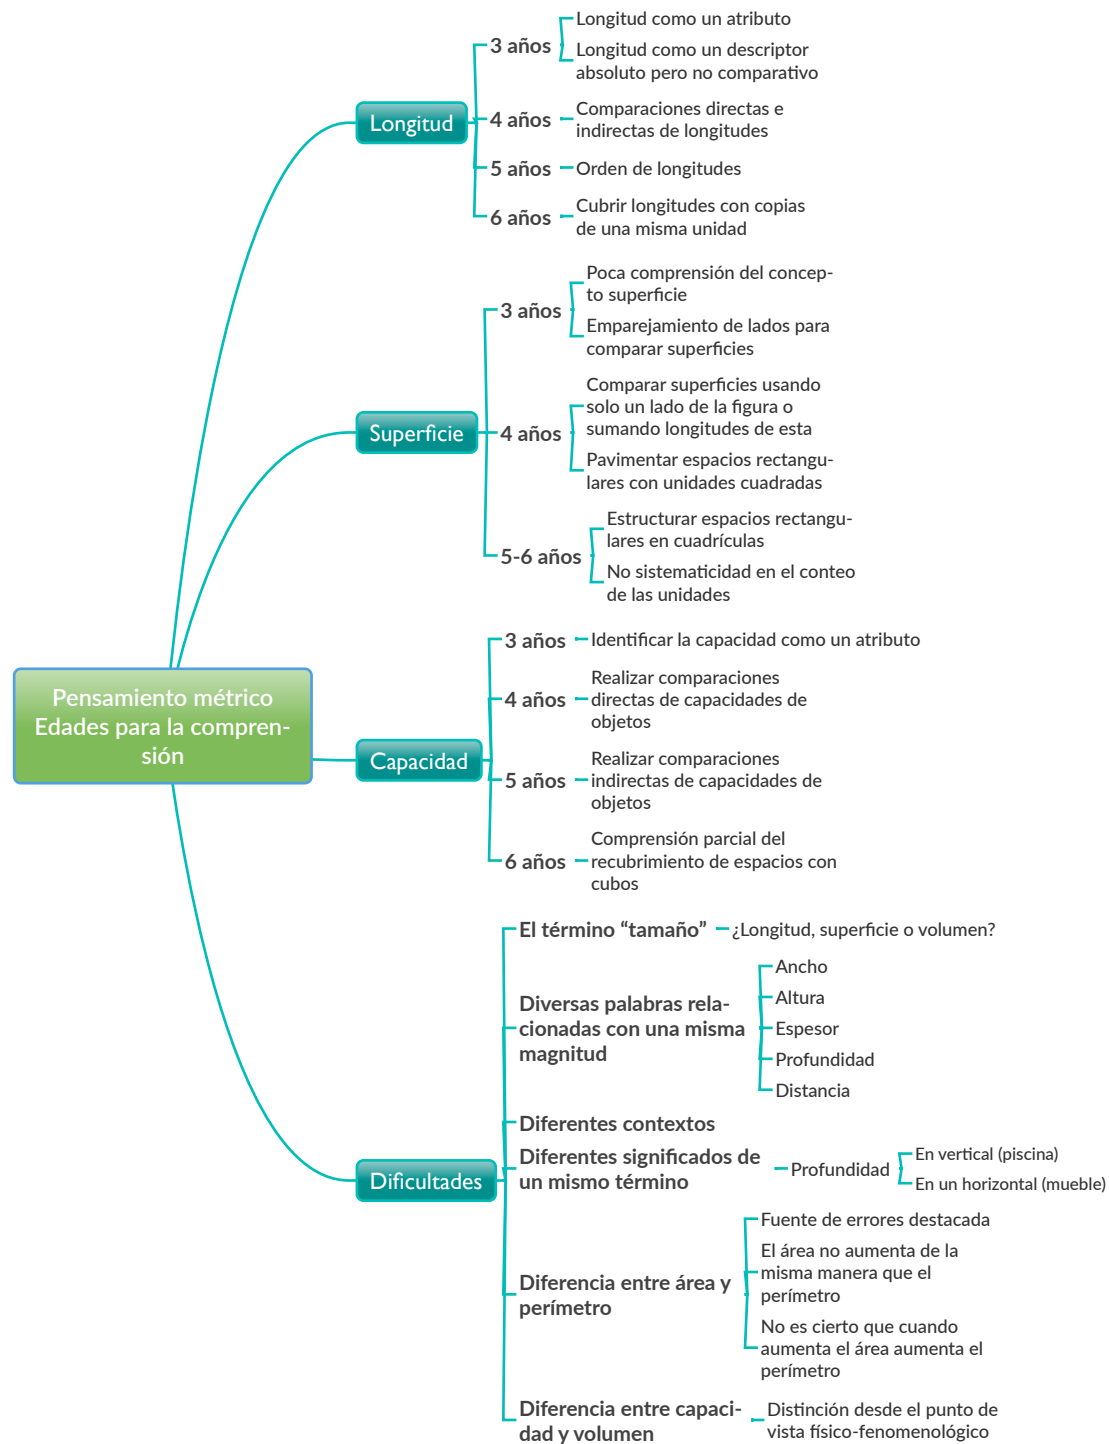 Pensamiento métrico
Edades para la compren-
sión
Longitud
3 años
Longitud como un atributo
Longitud como un descriptor
absoluto pero no comparativo
4 años
Comparaciones directas e
indirectas de longitudes
5 años
Orden de longitudes
6 años
Cubrir longitudes con copias
de una misma unidad
Superficie
3 años
Poca comprensión del concep-
to superficie
Emparejamiento de lados para
comparar superficies
4 años
Comparar superficies usando
solo un lado de la figura o
sumando longitudes de esta
Pavimentar espacios rectangu-
lares con unidades cuadradas
5-6 años
Estructurar espacios rectangu-
lares en cuadrículas
No sistematicidad en el conteo
de las unidades
Capacidad
3 años
Identificar la capacidad como un atributo
4 años
Realizar comparaciones
directas de capacidades de
objetos
5 años
Realizar comparaciones
indirectas de capacidades de
objetos
6 años
Comprensión parcial del
recubrimiento de espacios con
cubos
Dificultades
El término “tamaño”
¿Longitud, superficie o volumen?
Diversas palabras rela-
cionadas con una misma
magnitud
Ancho
Altura
Espesor
Profundidad
Distancia
Diferentes contextos
Diferentes significados de
un mismo término
Profundidad
En vertical (piscina)
En un horizontal (mueble)
Diferencia entre área y
perímetro
Fuente de errores destacada
El área no aumenta de la
misma manera que el
perímetro
No es cierto que cuando
aumenta el área aumenta el
perímetro
Diferencia entre capaci-
dad y volumen
Distinción desde el punto de
vista físico-fenomenológico